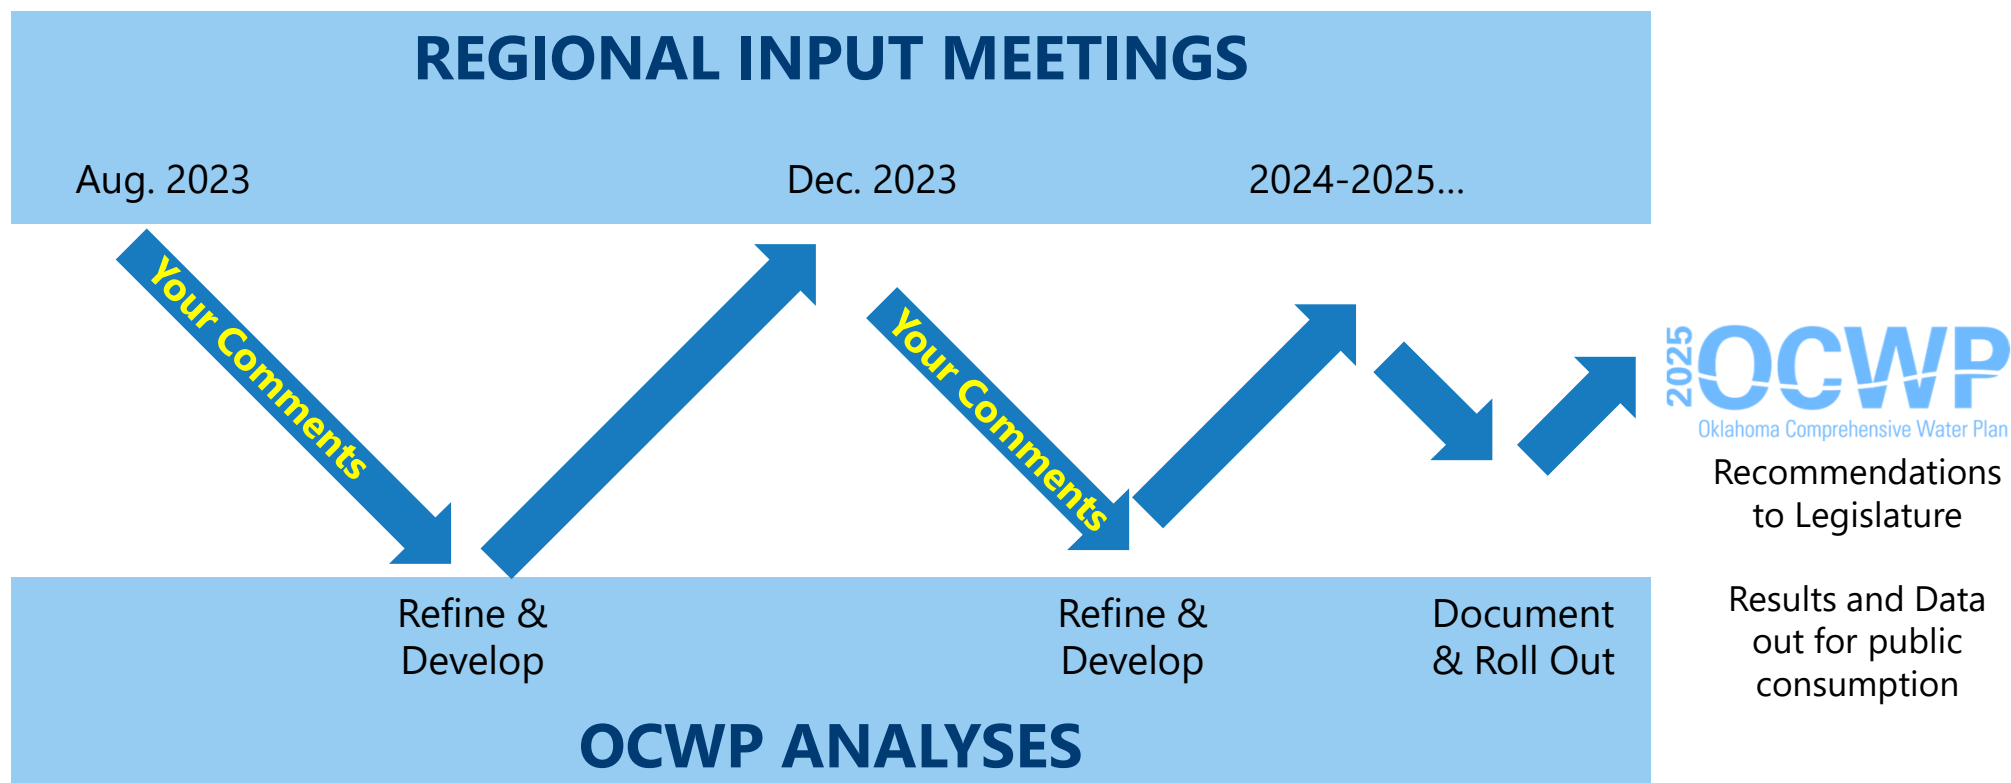 REGIONAL INPUT MEETINGS
Aug. 2023
Dec. 2023
2024-2025...
Your Comments
Your Comments
2025
OCWP
Oklahoma Comprehensive Water Plan
Recommendations
to Legislature
Results and Data
out for public
consumption
Refine &
Develop
Refine &
Develop
Document
& Roll Out
OCWP ANALYSES